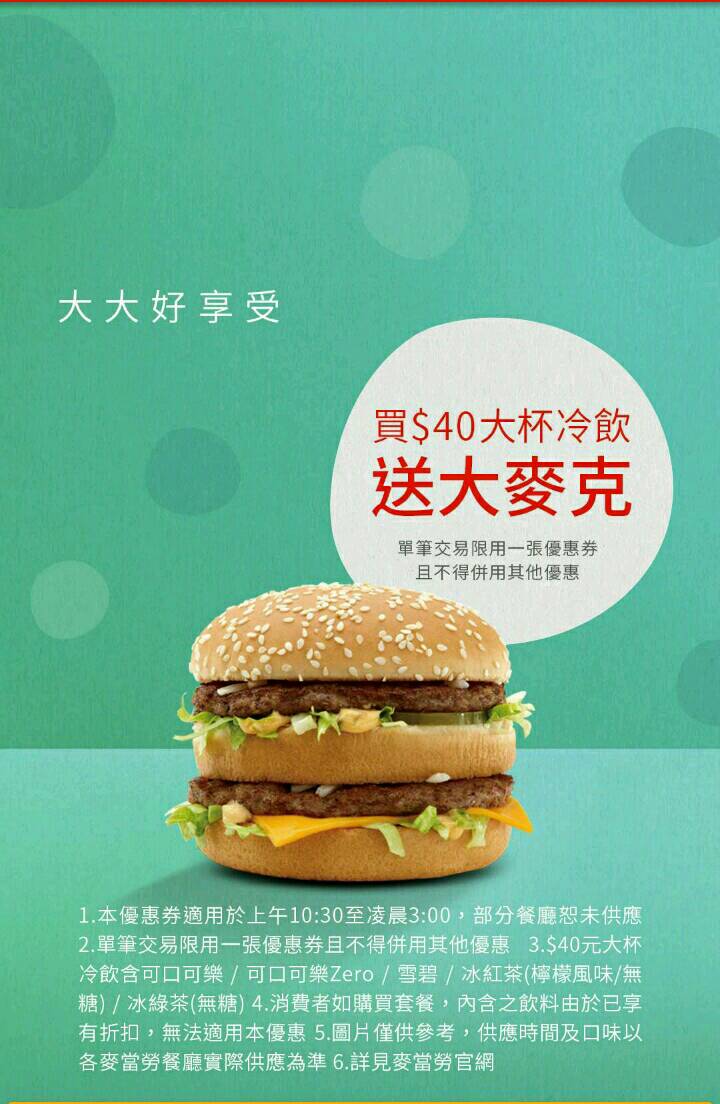 大大好享受
買$40大杯冷飲
送大麥克
單筆交易限用一張優惠券
且不得併用其他優惠
1.本優惠券適用於上午10:30至凌晨3:00，部分餐廳恕未供應
2.單筆交易限用一張優惠券且不得併用其他優惠 3.$40元大杯
冷飲含可口可樂 / 可口可樂Zero / 雪碧 / 冰紅茶(檸檬風味/無
糖) / 冰綠茶(無糖) 4.消費者如購買套餐，內含之飲料由於已享
有折扣，無法適用本優惠 5.圖片僅供參考，供應時間及口味以
各麥當勞餐廳實際供應為準 6.詳見麥當勞官網